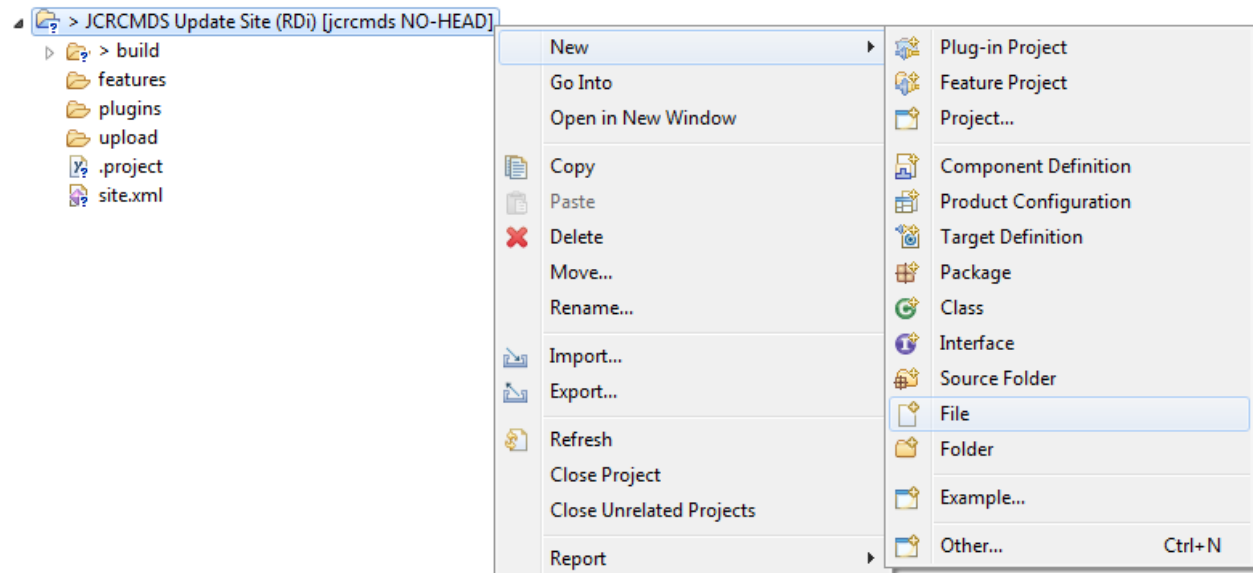 > JCRCMDS Update Site (RDi) [jcrcmds NO-HEAD]
> build
features
plugins
upload
.project
site.xml
New
Go Into
Open in New Window
Copy
Paste
Delete
Move...
Rename...
Import...
Export...
Refresh
Close Project
Close Unrelated Projects
Report
Plug-in Project
Feature Project
Project...
Component Definition
Product Configuration
Target Definition
Package
Class
Interface
Source Folder
File
Folder
Example...
Other... Ctrl+N